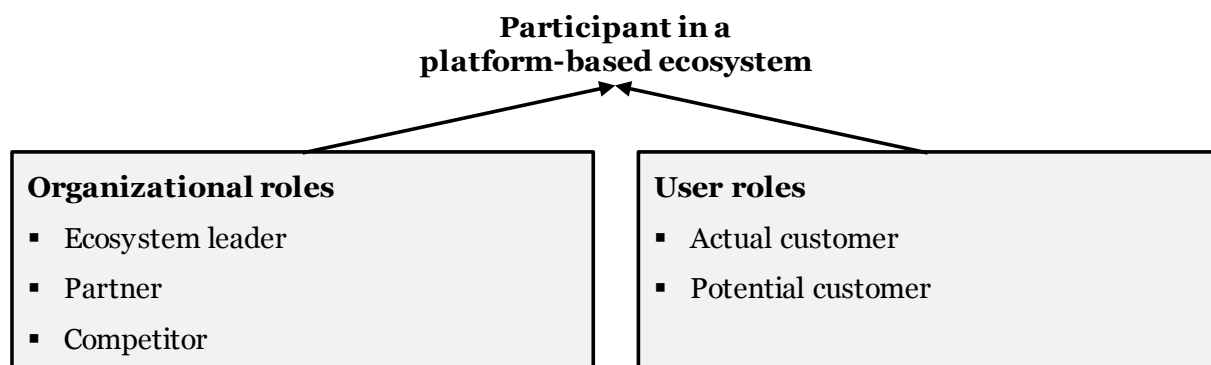 Participant in a
platform-based ecosystem
Organizational roles
▪ Ecosystem leader
▪ Partner
▪ Competitor
User roles
▪ Actual customer
▪ Potential customer